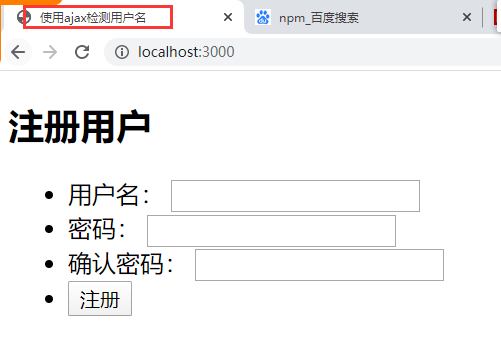 使用ajax检测用户名
npm_百度搜索
localhost:3000
注册用户
用户名：
密码：
确认密码：
注册